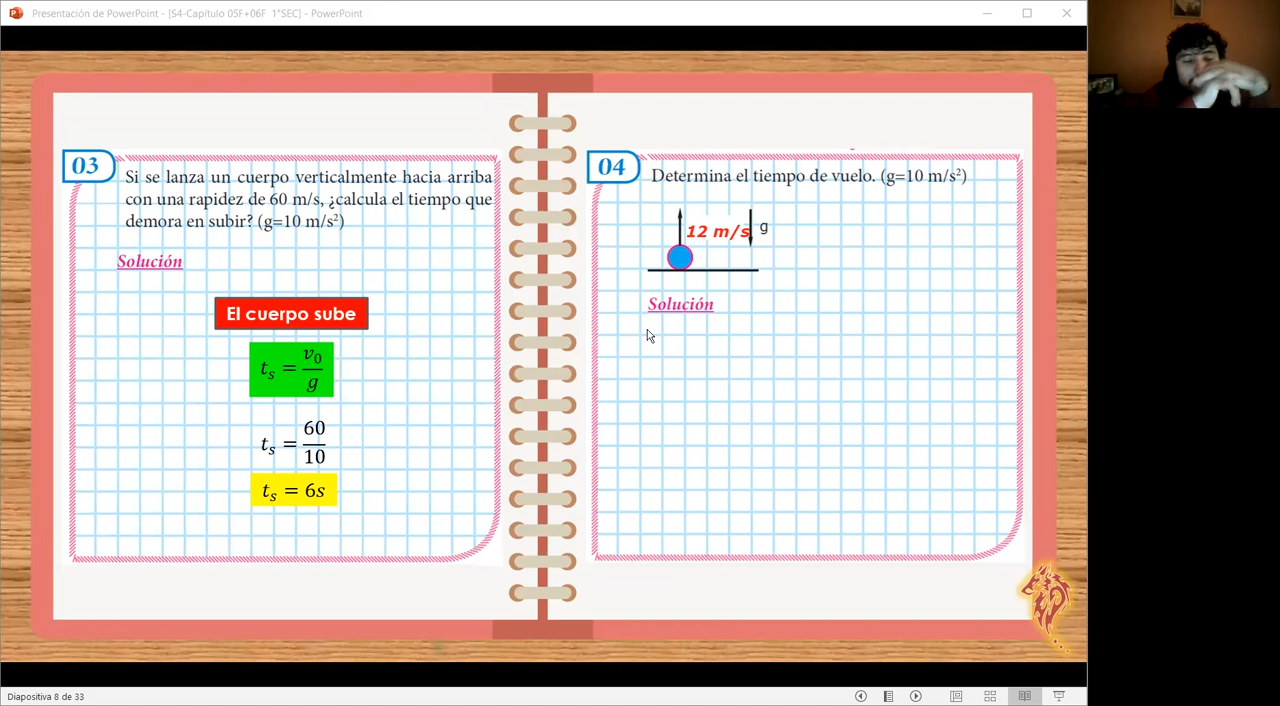 Presentación de PowerPoint - [S4-Capítulo 05F+06F 1°SEC] - PowerPoint
03
Si se lanza un cuerpo verticalmente hacia arriba
con una rapidez de 60 m/s, ¿calcula el tiempo que
demora en subir? (g=10 m/s²)
Solución
El cuerpo sube
t_s = v_0/g
t_s = 60/10
t_s = 6s
04
Determina el tiempo de vuelo. (g=10 m/s²)
12 m/s
g
Solución
Diapositiva 8 de 33